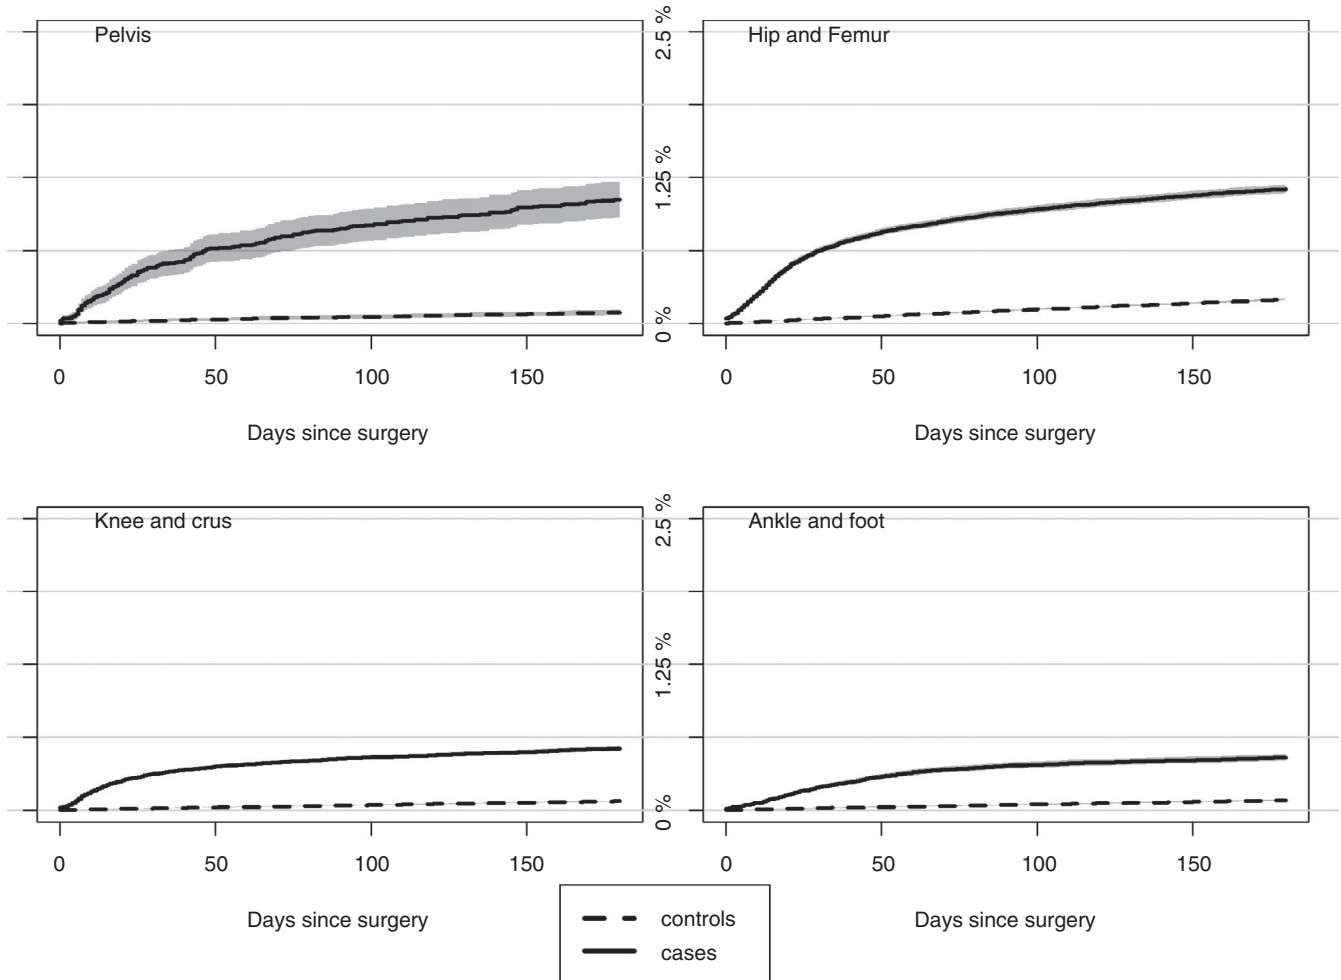 Pelvis
2.5 %
1.25 %
0 %
0 50 100 150
Days since surgery
Hip and Femur
0 50 100 150
Days since surgery
Knee and crus
2.5 %
1.25 %
0 %
0 50 100 150
Days since surgery
Ankle and foot
0 50 100 150
Days since surgery
controls
cases